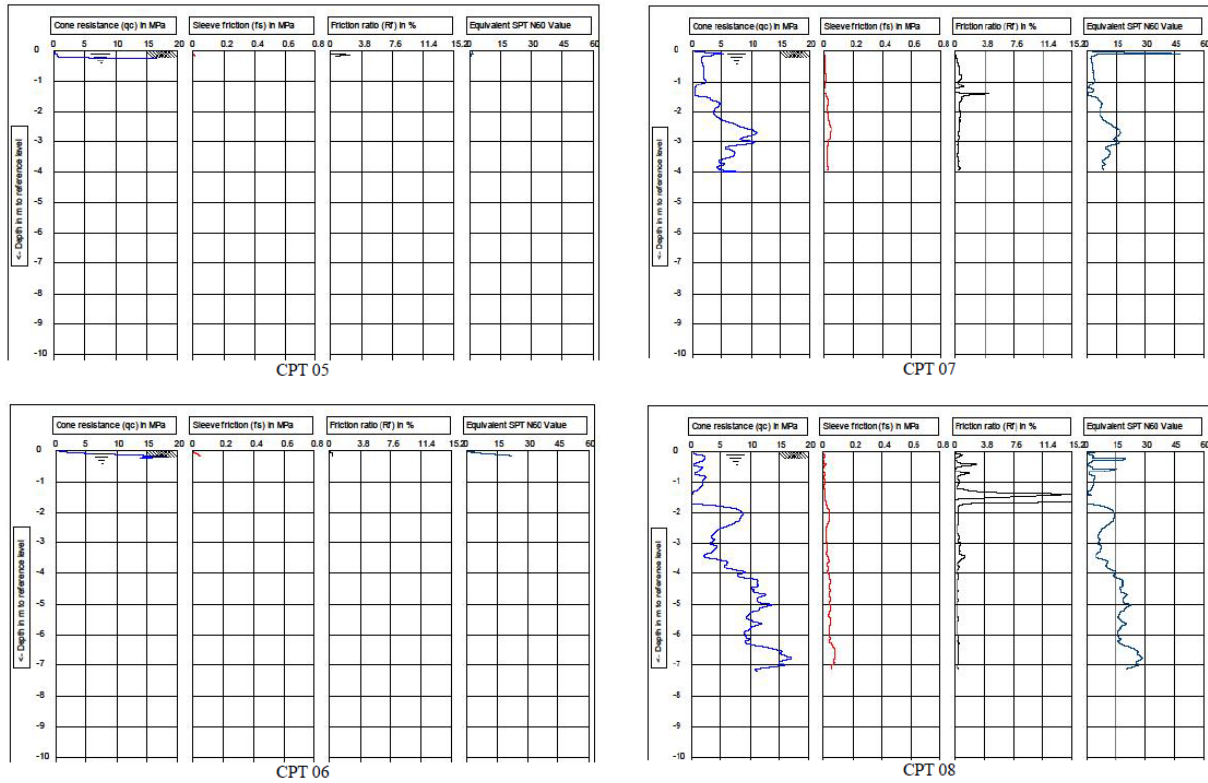 Cone resistance (qc) in MPa Sleeve friction (fs) in MPa Friction ratio (Rf) in % Equivalent SPT N60 Value
0 5 10 15 20 0 0.2 0.4 0.6 0.8 0 3.8 7.6 11.4 15.2 0 15 30 45 60
0
-1
-2
-3
-4
-5
-6
-7
-8
-9
-10
<- Depth in m to reference level
CPT 05
Cone resistance (qc) in MPa Sleeve friction (fs) in MPa Friction ratio (Rf) in % Equivalent SPT N60 Value
0 5 10 15 20 0 0.2 0.4 0.6 0.8 0 3.8 7.6 11.4 15.2 0 15 30 45 60
0
-1
-2
-3
-4
-5
-6
-7
-8
-9
-10
<- Depth in m to reference level
CPT 07
Cone resistance (qc) in MPa Sleeve friction (fs) in MPa Friction ratio (Rf) in % Equivalent SPT N60 Value
0 5 10 15 20 0 0.2 0.4 0.6 0.8 0 3.8 7.6 11.4 15.2 0 15 30 45 60
0
-1
-2
-3
-4
-5
-6
-7
-8
-9
-10
<- Depth in m to reference level
CPT 06
Cone resistance (qc) in MPa Sleeve friction (fs) in MPa Friction ratio (Rf) in % Equivalent SPT N60 Value
0 5 10 15 20 0 0.2 0.4 0.6 0.8 0 3.8 7.6 11.4 15.2 0 15 30 45 60
0
-1
-2
-3
-4
-5
-6
-7
-8
-9
-10
<- Depth in m to reference level
CPT 08